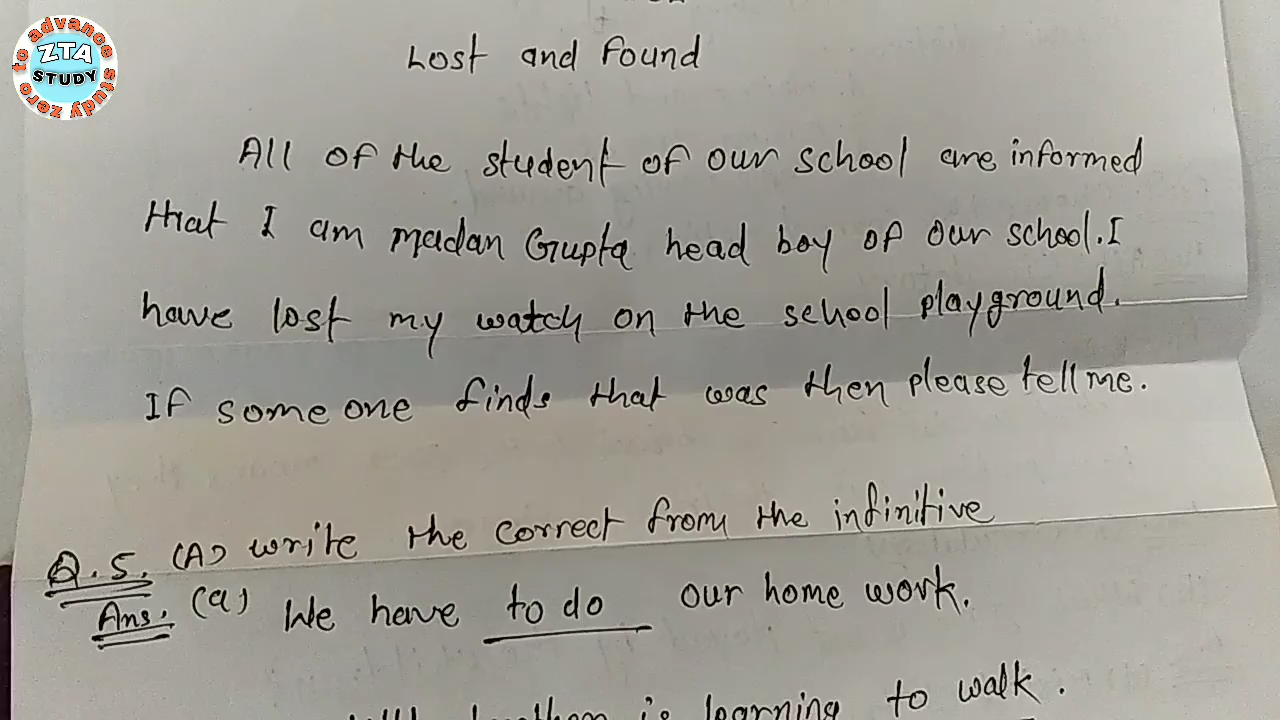 ZTA
STUDY
zero to advance study
Lost and Found
All of the student of our school are informed
that I am madan Gupta head boy of our school. I
have lost my watch on the school playground.
If some one finds that was then please tell me.
Q.5. (A) write the correct from the infinitive
Ans. (a) We have to do our home work.
is learning to walk.